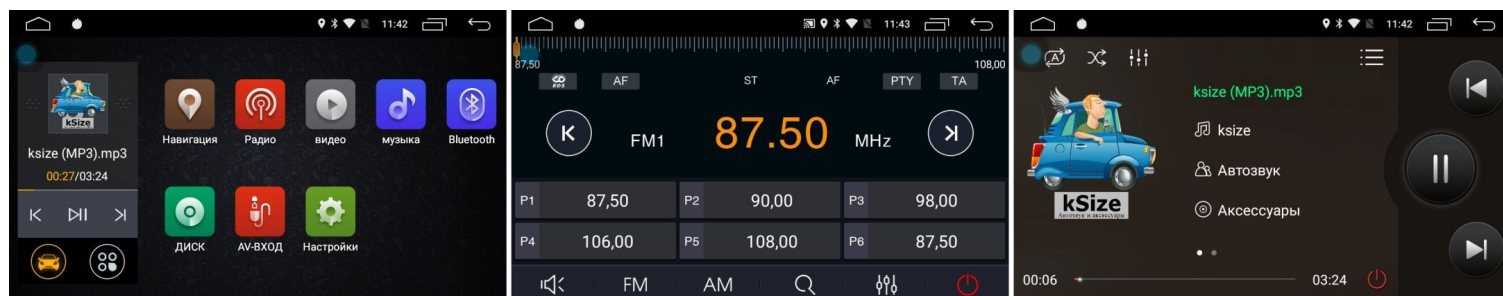 11:42
kSize
ksize (MP3).mp3
00:27/03:24
Навигация
Радио
видео
музыка
Bluetooth
диск
AV-ВХОД
Настройки
11:43
87,50
108,00
EOS
AF
ST
AF
PTY
TA
FM1
87.50
MHz
P1
87,50
P2
90,00
P3
98,00
P4
106,00
P5
108,00
P6
87,50
FM
AM
11:42
A
ksize (MP3).mp3
ksize
Автозвук
Аксессуары
kSize
Автозвук и аксессуары
00:06
03:24